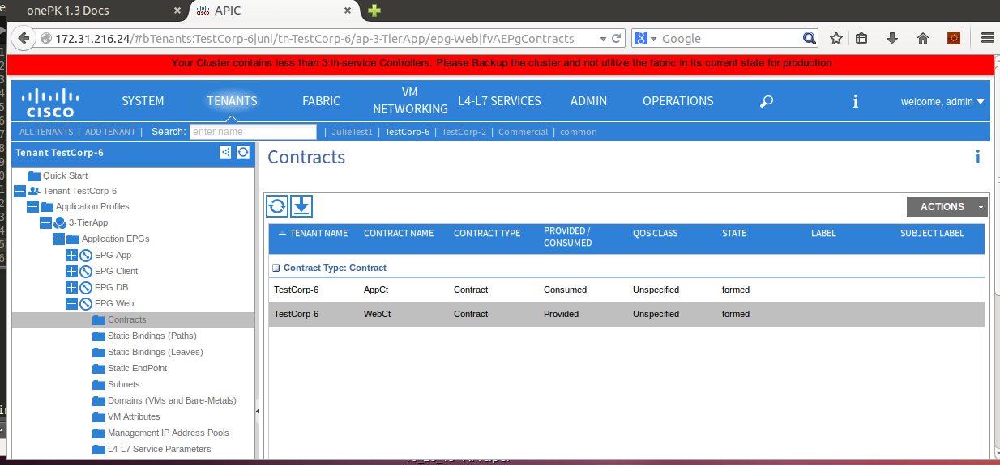 onePK 1.3 Docs
APIC
172.31.216.24/#bTenants:TestCorp-6|uni/tn-TestCorp-6/ap-3-TierApp/epg-Web|fvAEPgContracts
Google
Your Cluster contains less than 3 In-service Controllers. Please Backup the cluster and not utilize the fabric in its current state for production
CISCO
SYSTEM
TENANTS
FABRIC
VM
NETWORKING
L4-L7 SERVICES
ADMIN
OPERATIONS
i
welcome, admin
ALL TENANTS | ADD TENANT | Search: enter name | JulieTest1 | TestCorp-6 | TestCorp-2 | Commercial | common
Tenant TestCorp-6
Quick Start
Tenant TestCorp-6
Application Profiles
3-TierApp
Application EPGs
EPG App
EPG Client
EPG DB
EPG Web
Contracts
Static Bindings (Paths)
Static Bindings (Leaves)
Static EndPoint
Subnets
Domains (VMs and Bare-Metals)
VM Attributes
Management IP Address Pools
L4-L7 Service Parameters
Contracts
i
ACTIONS
TENANT NAME CONTRACT NAME CONTRACT TYPE PROVIDED / CONSUMED QOS CLASS STATE LABEL SUBJECT LABEL
Contract Type: Contract
TestCorp-6 AppCt Contract Consumed Unspecified formed
TestCorp-6 WebCt Contract Provided Unspecified formed